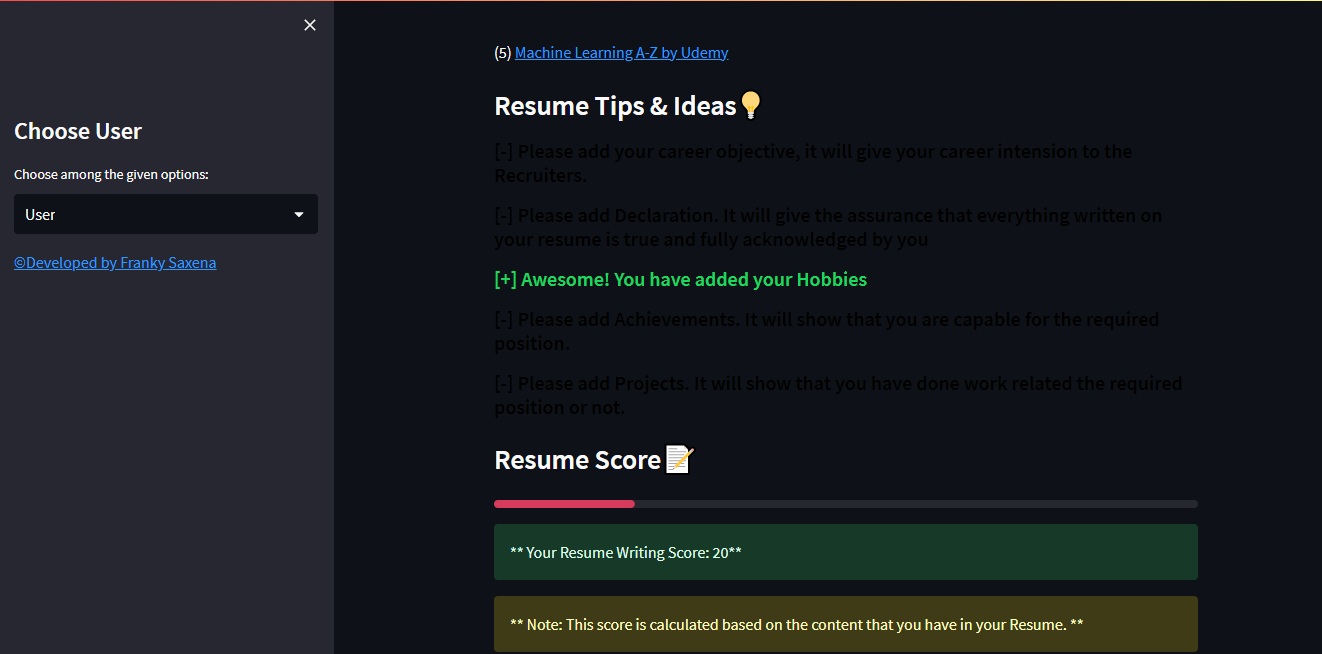 Choose User
Choose among the given options:
User
©Developed by Franky Saxena
(5) Machine Learning A-Z by Udemy
Resume Tips & Ideas💡
[-] Please add your career objective, it will give your career intension to the
Recruiters.
[-] Please add Declaration. It will give the assurance that everything written on
your resume is true and fully acknowledged by you
[+] Awesome! You have added your Hobbies
[-] Please add Achievements. It will show that you are capable for the required
position.
[-] Please add Projects. It will show that you have done work related the required
position or not.
Resume Score📝
** Your Resume Writing Score: 20**
** Note: This score is calculated based on the content that you have in your Resume. **